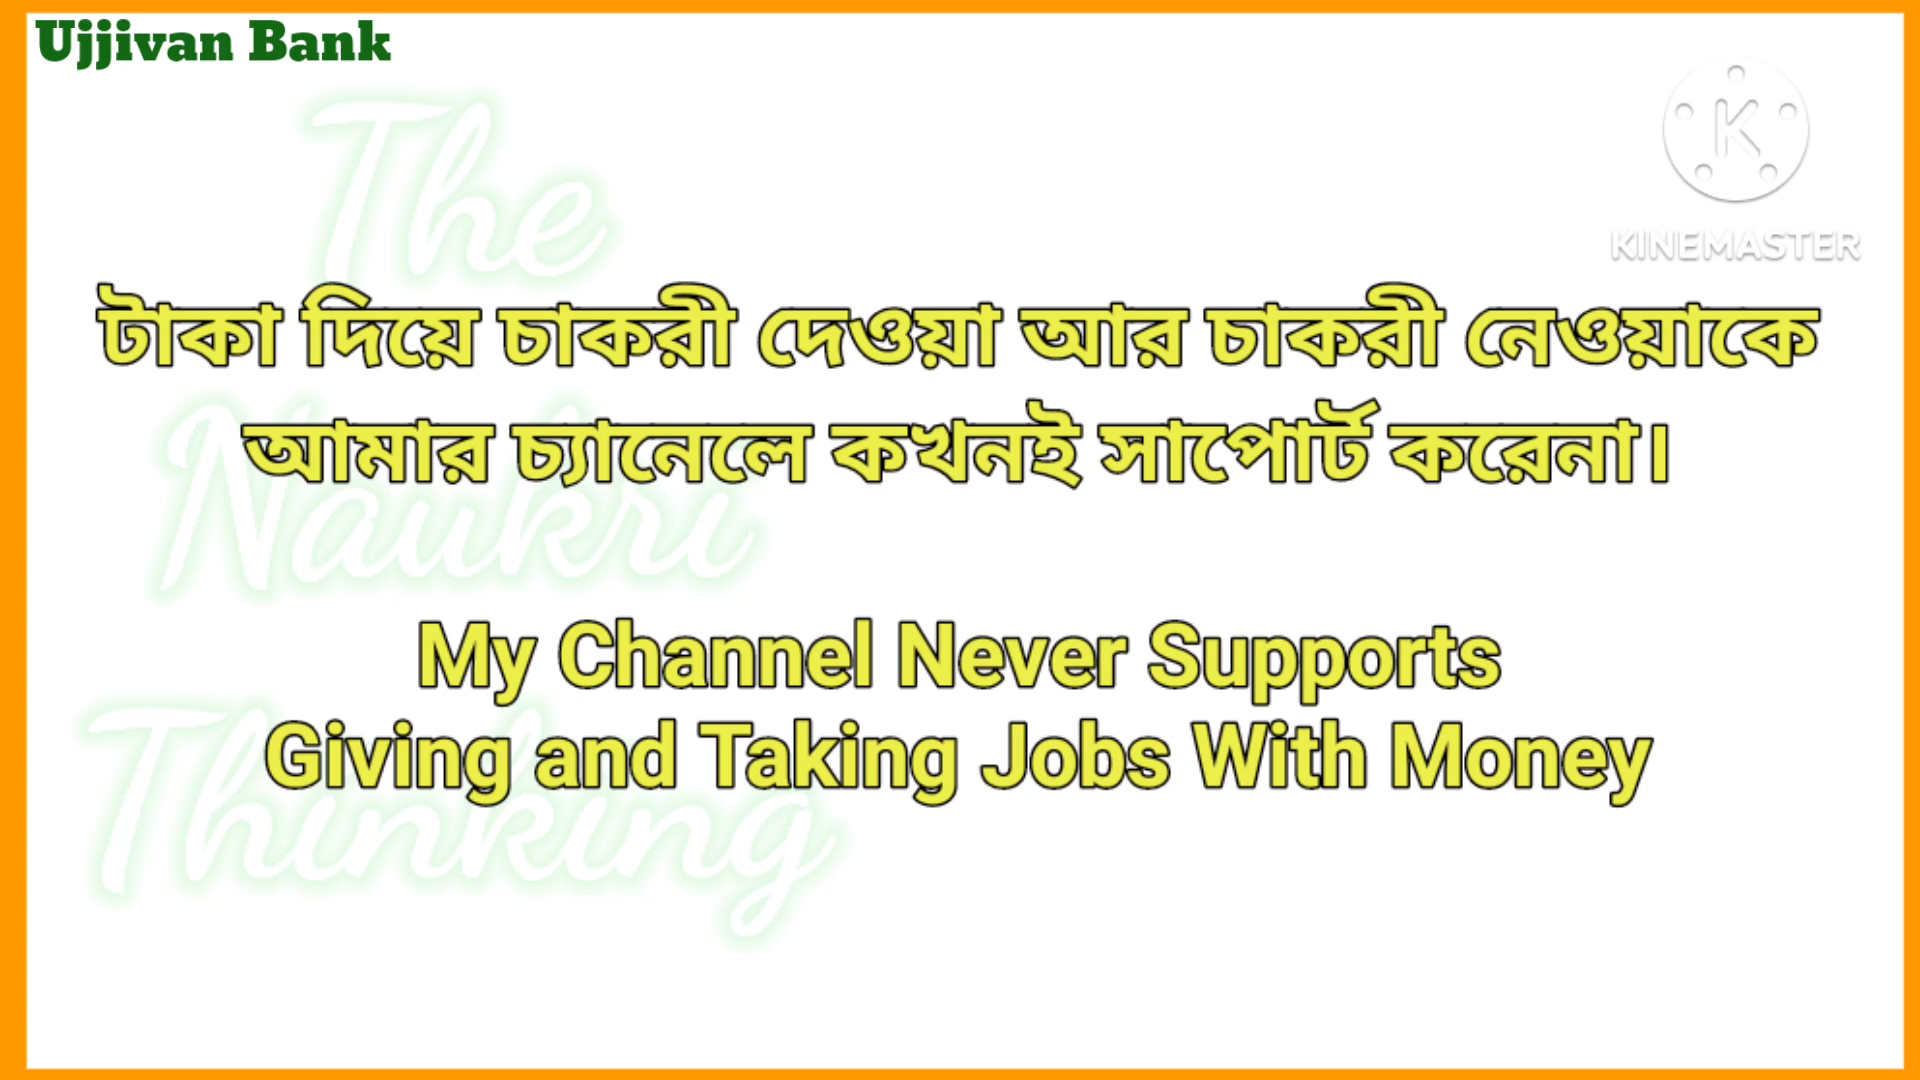 Ujjivan Bank
The
KINEMASTER
টাকা দিয়ে চাকরী দেওয়া আর চাকরী নেওয়াকে
আমার চ্যানেলে কখনই সাপোর্ট করেনা।
Naukri
My Channel Never Supports
Giving and Taking Jobs With Money
Thinking